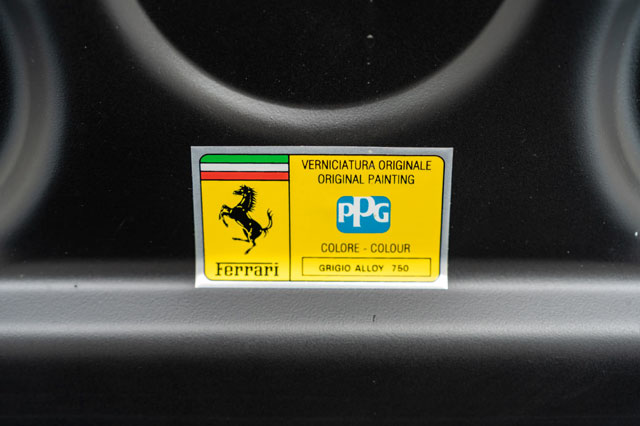 VERNICIATURA ORIGINALE
ORIGINAL PAINTING
PPG
COLORE - COLOUR
GRIGIO ALLOY 750
Ferrari